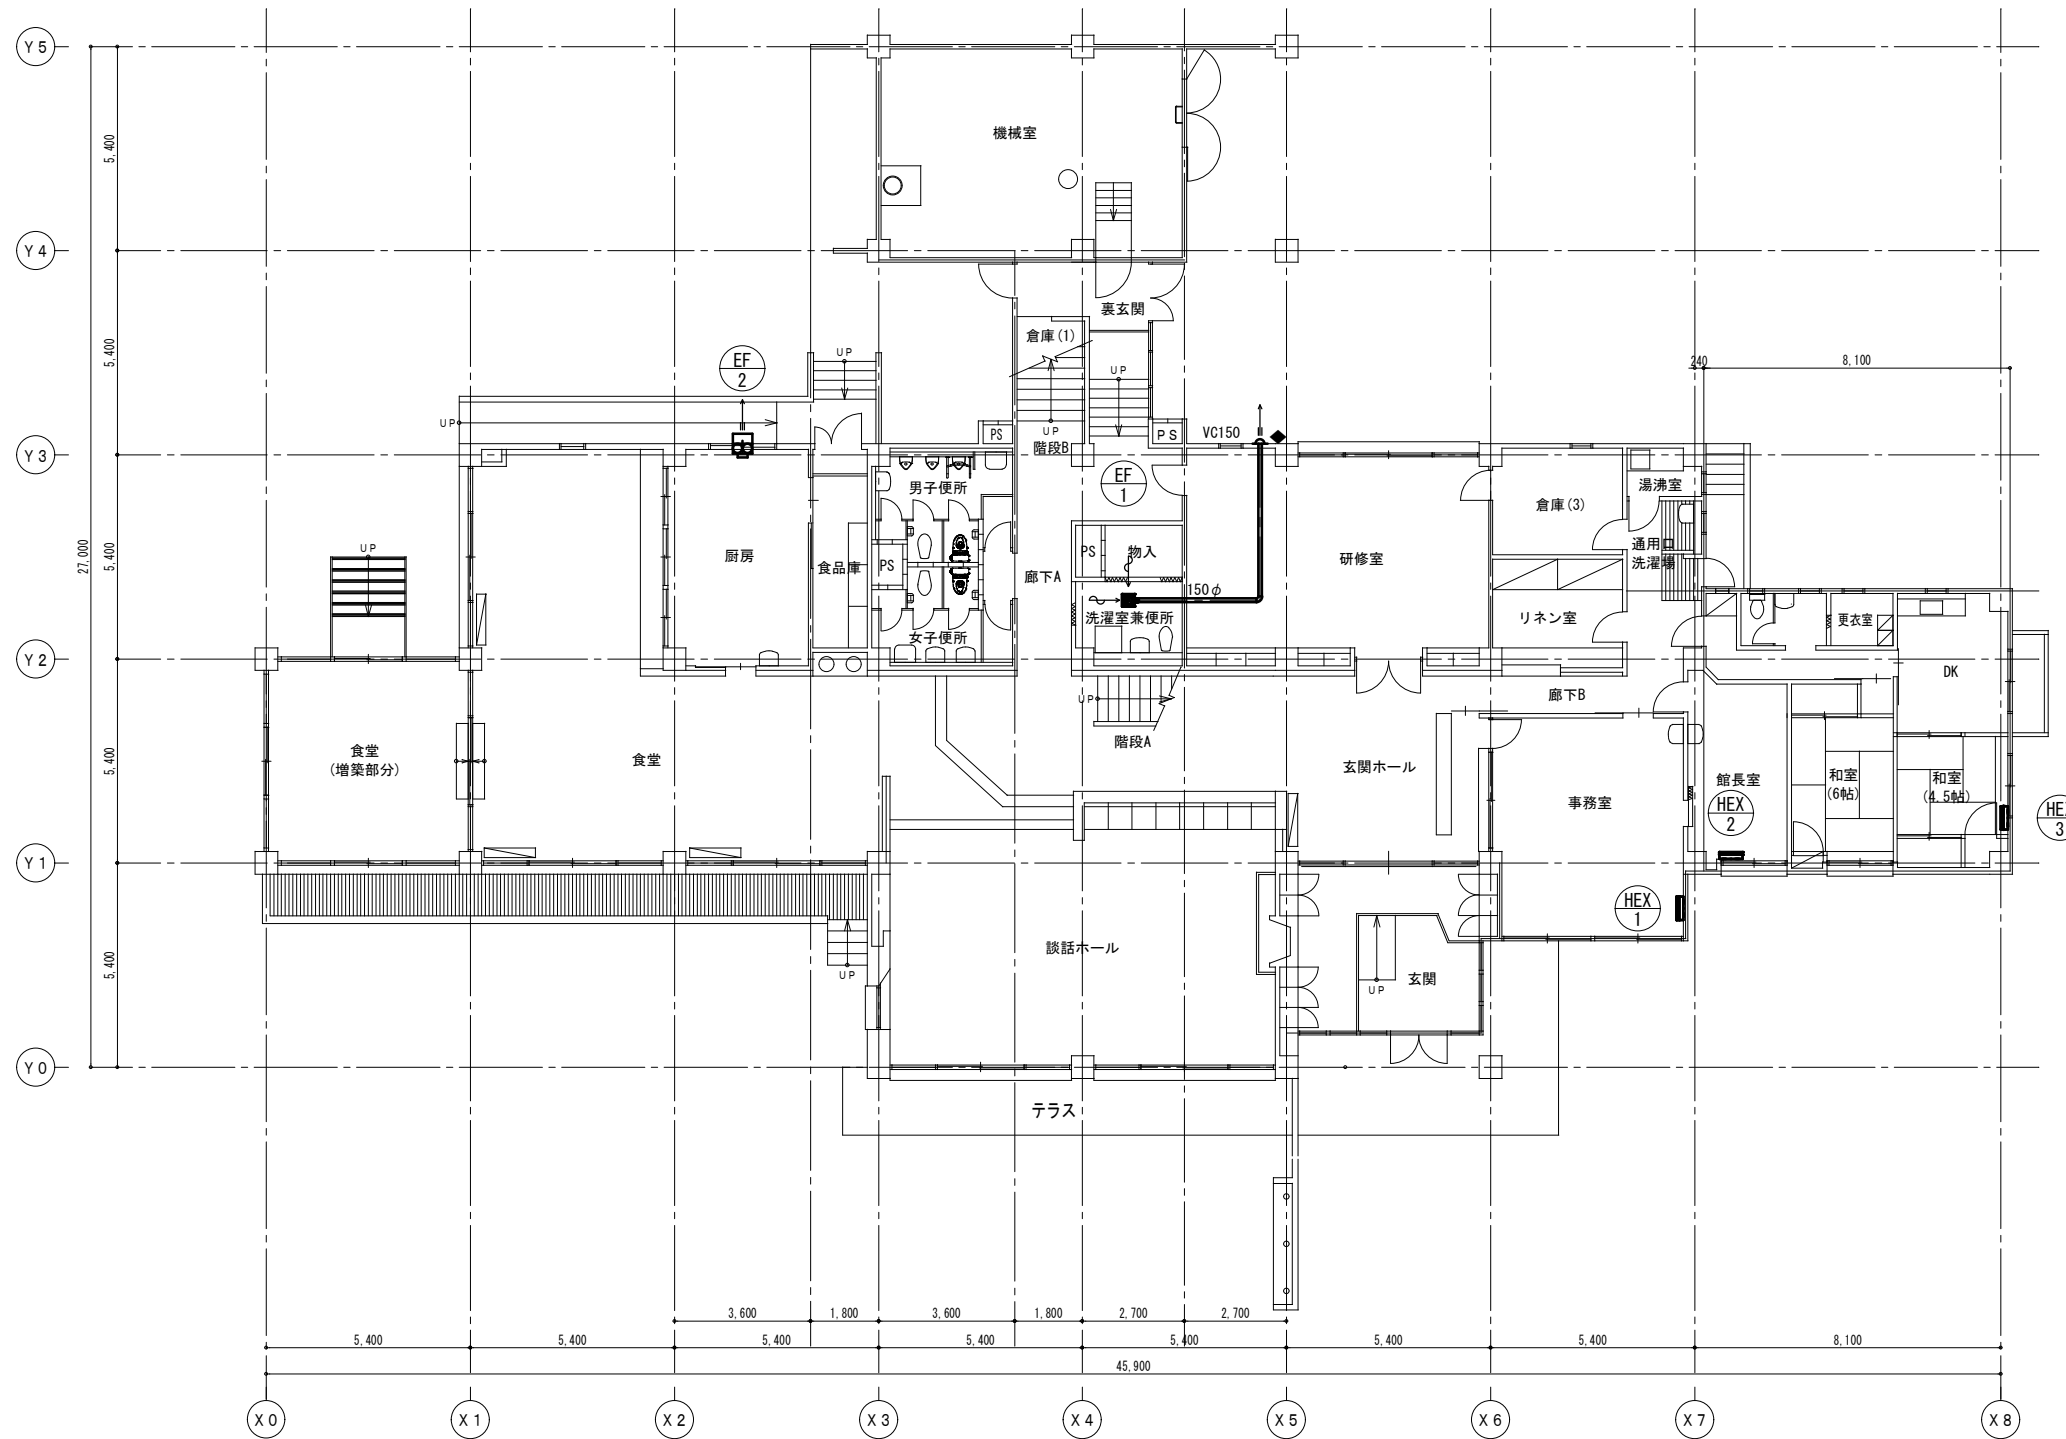 Y5
5,400
機械室
Y4
裏玄関
倉庫(1)
UP
EF
2
UP
5,400
240
8,100
UP
UP
PS
PS
VC150
階段B
Y3
EF
1
男子便所
湯沸室
倉庫(3)
27,000
5,400
UP
厨房
食品庫
PS
廊下A
PS
物入
研修室
通用口
洗濯場
150φ
洗濯室兼便所
リネン室
更衣室
女子便所
Y2
DK
廊下B
UP
階段A
5,400
食堂
(増築部分)
食堂
玄関ホール
事務室
館長室
HEX
2
和室
(6帖)
和室
(4.5帖)
3
Y1
HEX
1
談話ホール
玄関
UP
UP
5,400
Y0
テラス
3,600
1,800
3,600
1,800
2,700
2,700
5,400
5,400
5,400
5,400
5,400
5,400
5,400
8,100
45,900
X0
X1
X2
X3
X4
X5
X6
X7
X8